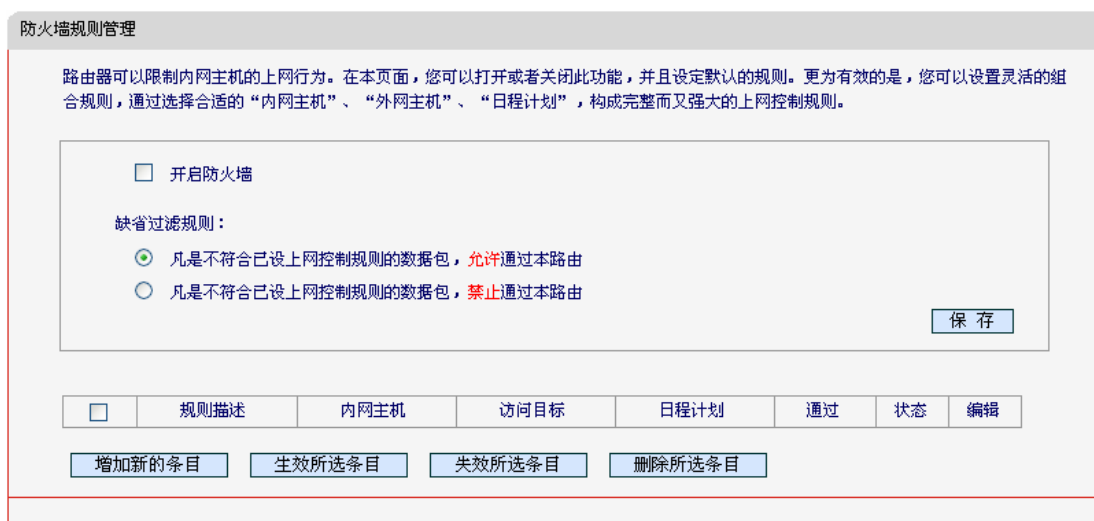 防火墙规则管理
路由器可以限制内网主机的上网行为。在本页面，您可以打开或者关闭此功能，并且设定默认的规则。更为有效的是，您可以设置灵活的组
合规则，通过选择合适的“内网主机”、“外网主机”、“日程计划”，构成完整而又强大的上网控制规则。
开启防火墙
缺省过滤规则：
凡是不符合已设上网控制规则的数据包，允许通过本路由
凡是不符合已设上网控制规则的数据包，禁止通过本路由
保 存
规则描述 内网主机 访问目标 日程计划 通过 状态 编辑
增加新的条目 生效所选条目 失效所选条目 删除所选条目